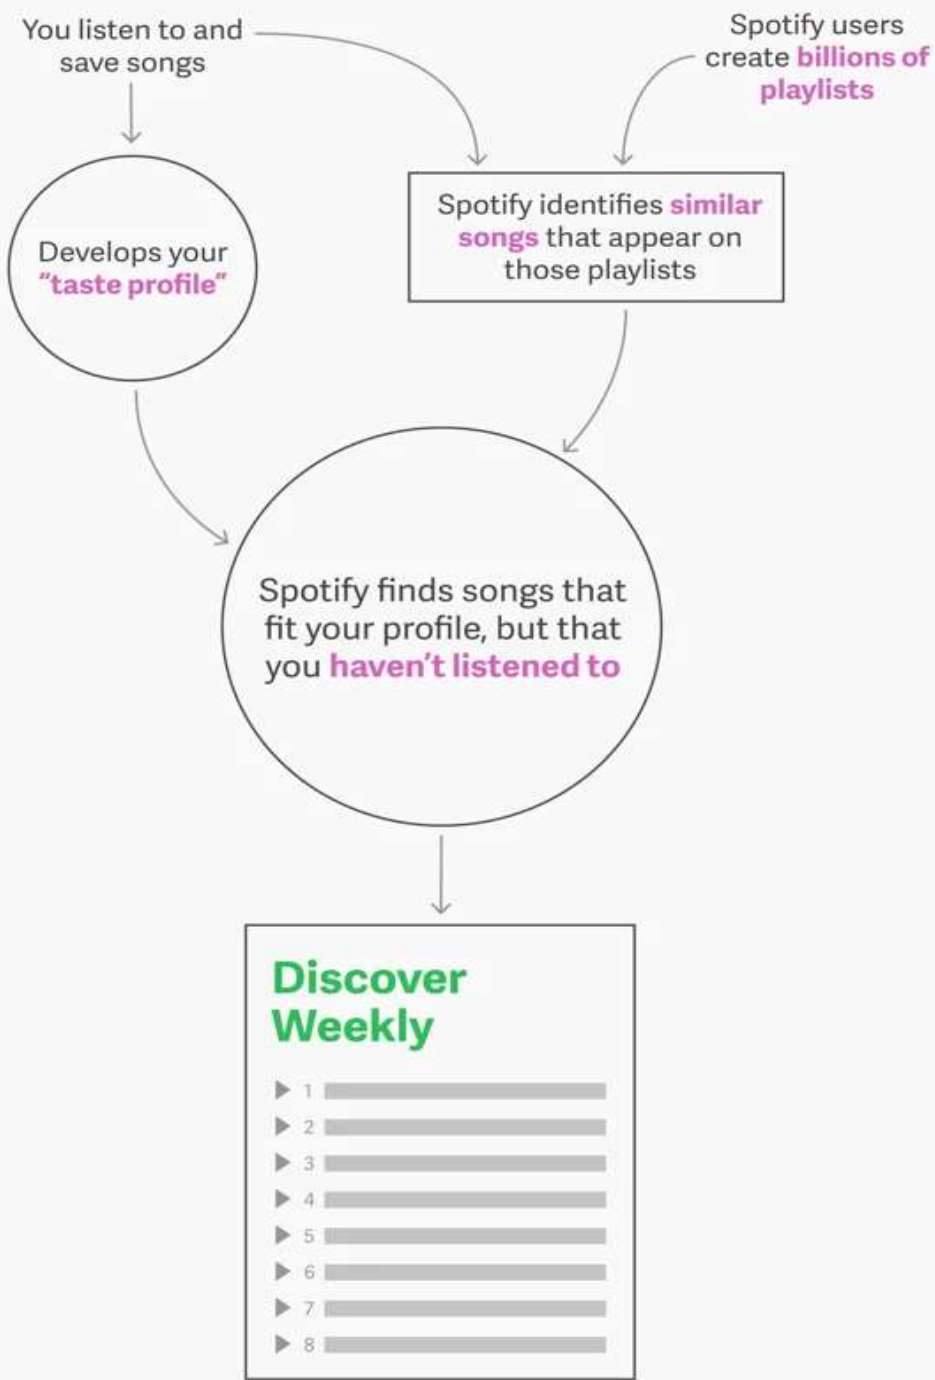 You listen to and
save songs
Spotify users
create billions of
playlists
Develops your
“taste profile”
Spotify identifies similar
songs that appear on
those playlists
Spotify finds songs that
fit your profile, but that
you haven’t listened to
Discover
Weekly
1
2
3
4
5
6
7
8